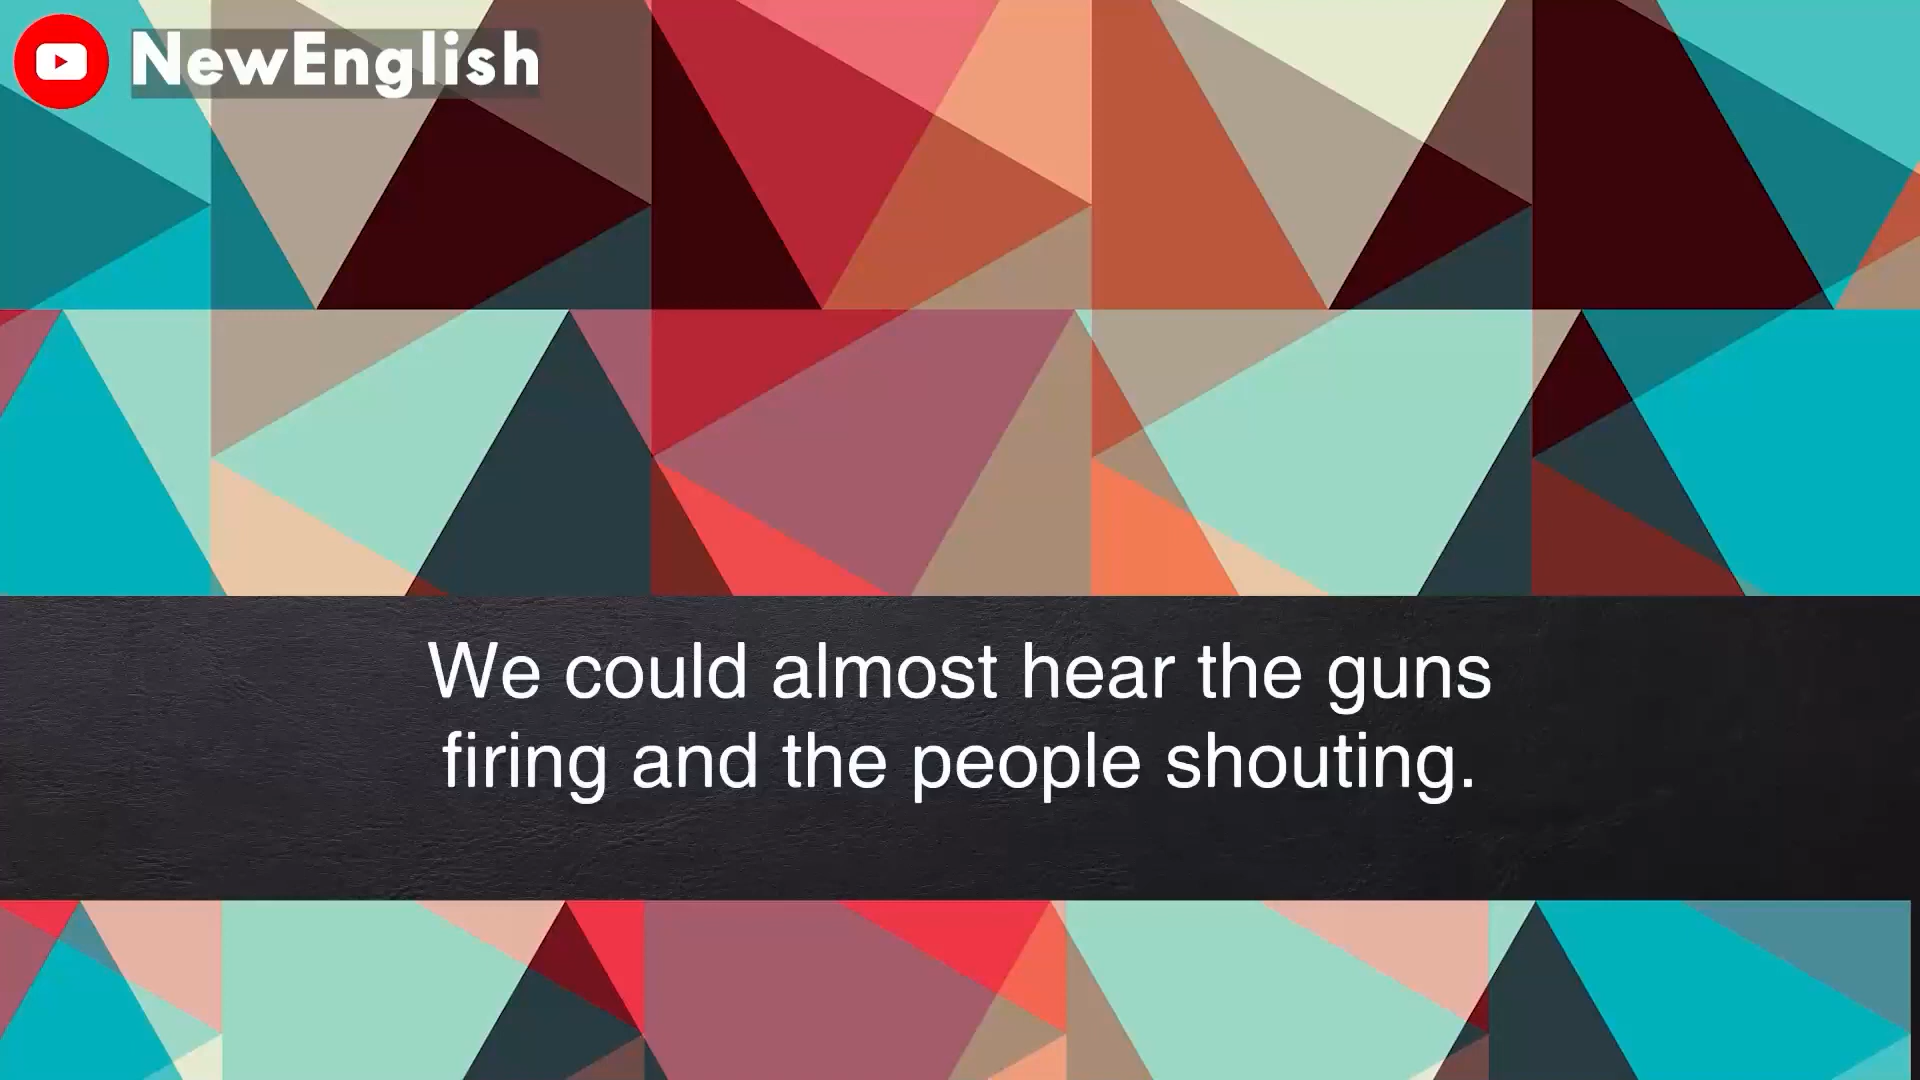 NewEnglish
We could almost hear the guns
firing and the people shouting.